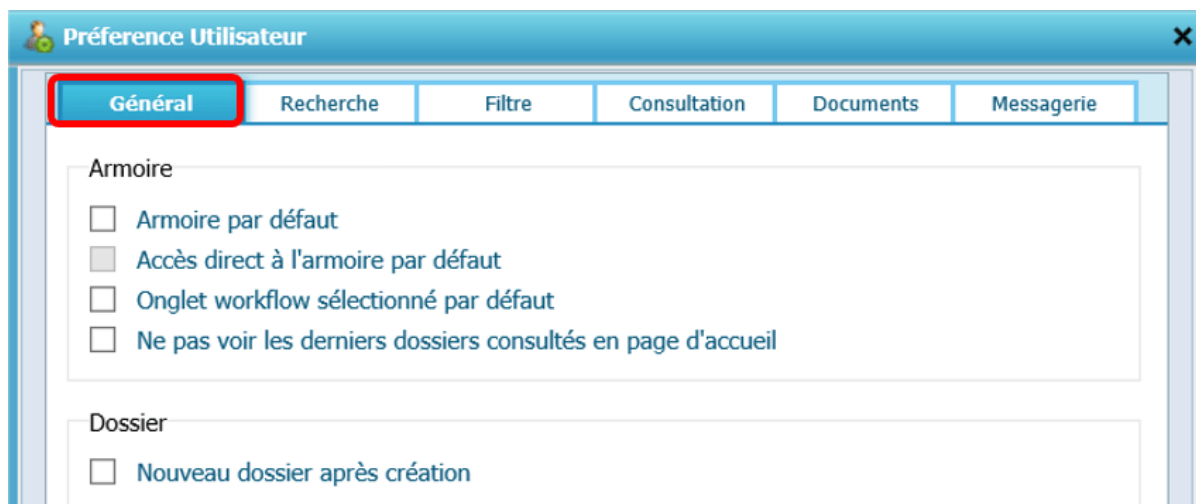 Préference Utilisateur
Général Recherche Filtre Consultation Documents Messagerie
Armoire
Armoire par défaut
Accès direct à l'armoire par défaut
Onglet workflow sélectionné par défaut
Ne pas voir les derniers dossiers consultés en page d'accueil
Dossier
Nouveau dossier après création